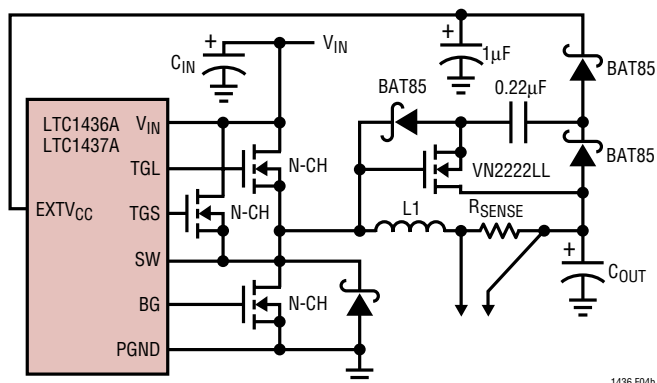 +
C_IN
V_IN
+
1μF
BAT85
BAT85
0.22μF
BAT85
VN2222LL
LTC1436A
LTC1437A
V_IN
TGL
EXTV_CC
TGS
SW
BG
PGND
N-CH
N-CH
N-CH
L1
R_SENSE
+
C_OUT
1436 F04b